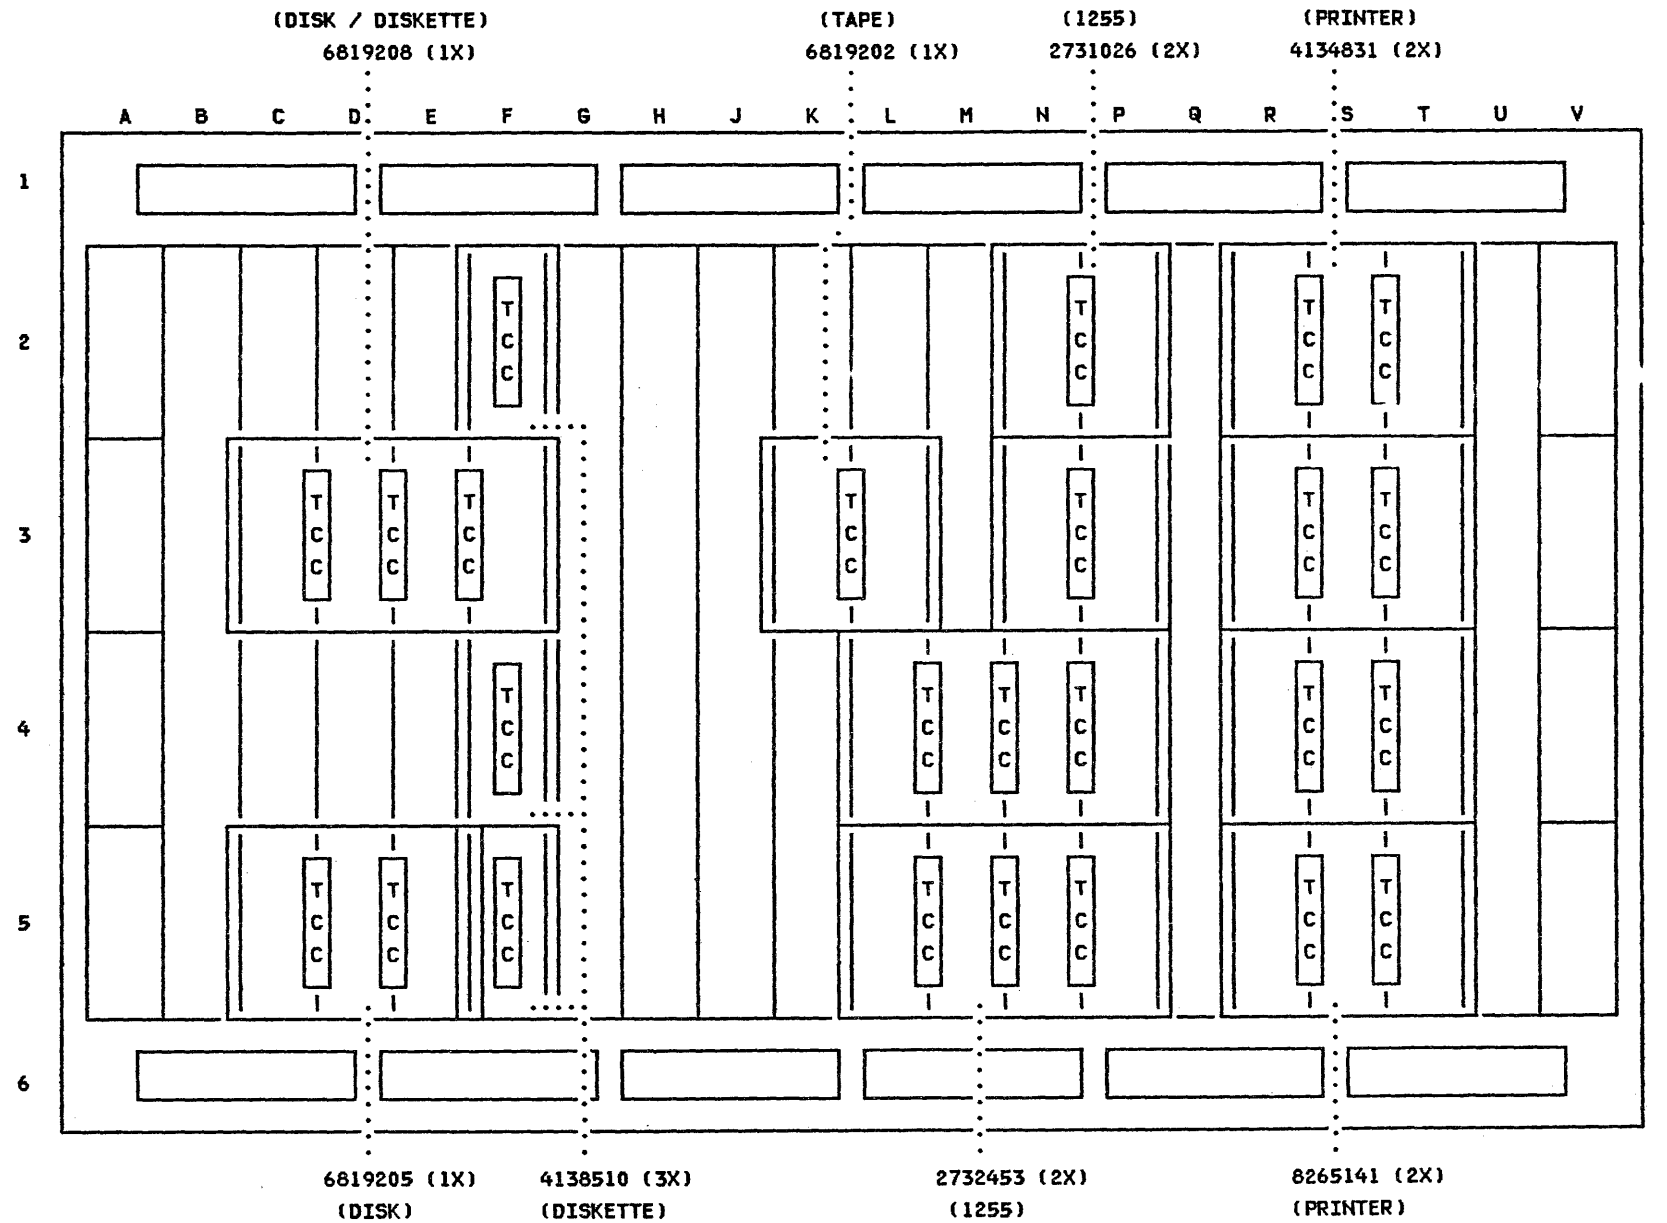 (DISK / DISKETTE) (TAPE) (1255) (PRINTER)
6819208 (1X) 6819202 (1X) 2731026 (2X) 4134831 (2X)
A B C D E F G H J K L M N P Q R S T U V
1
T T T T
2 C C C C
C C C C
T T T T T T T
3 C C C C C C C
C C C C C C C
T T T T T T
4 C C C C C C
C C C C C C
T T T T T T T T
5 C C C C C C C C
C C C C C C C C
6
6819205 (1X) 4138510 (3X) 2732453 (2X) 8265141 (2X)
(DISK) (DISKETTE) (1255) (PRINTER)